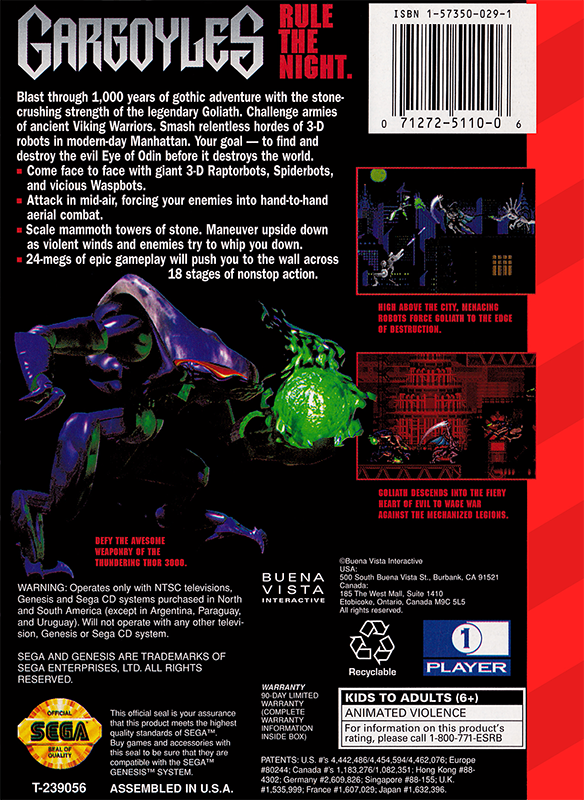 GARGOYLES
RULE
THE
NIGHT.
ISBN 1-57350-029-1
0 71272-5110-0 6
Blast through 1,000 years of gothic adventure with the stone-
crushing strength of the legendary Goliath. Challenge armies
of ancient Viking Warriors. Smash relentless hordes of 3-D
robots in modern-day Manhattan. Your goal — to find and
destroy the evil Eye of Odin before it destroys the world.
Come face to face with giant 3-D Raptorbots, Spiderbots,
and vicious Waspbots.
Attack in mid-air, forcing your enemies into hand-to-hand
aerial combat.
Scale mammoth towers of stone. Maneuver upside down
as violent winds and enemies try to whip you down.
24-megs of epic gameplay will push you to the wall across
18 stages of nonstop action.
HIGH ABOVE THE CITY, MENACING
ROBOTS FORCE GOLIATH TO THE EDGE
OF DESTRUCTION.
GOLIATH DESCENDS INTO THE FIERY
HEART OF EVIL TO WAGE WAR
AGAINST THE MECHANIZED LEGIONS.
DEFY THE AWESOME
WEAPONRY OF THE
THUNDERING THOR 3000.
WARNING: Operates only with NTSC televisions,
Genesis and Sega CD systems purchased in North
and South America (except in Argentina, Paraguay,
and Uruguay). Will not operate with any other televi-
sion, Genesis or Sega CD system.
SEGA AND GENESIS ARE TRADEMARKS OF
SEGA ENTERPRISES, LTD. ALL RIGHTS
RESERVED.
BUENA
VISTA
INTERACTIVE
©Buena Vista Interactive
USA:
500 South Buena Vista St., Burbank, CA 91521
Canada:
185 The West Mall, Suite 1410
Etobicoke, Ontario, Canada M9C 5L5
All rights reserved.
Recyclable
1
PLAYER
OFFICIAL
SEGA
SEAL OF
QUALITY
This official seal is your assurance
that this product meets the highest
quality standards of SEGA™.
Buy games and accessories with
this seal to be sure that they are
compatible with the SEGA™
GENESIS™ SYSTEM.
WARRANTY
90-DAY LIMITED
WARRANTY
(COMPLETE
WARRANTY
INFORMATION
INSIDE BOX)
KIDS TO ADULTS (6+)
ANIMATED VIOLENCE
For information on this product's
rating, please call 1-800-771-ESRB
PATENTS: U.S. #'s 4,442,486/4,454,594/4,462,076; Europe
#80244; Canada #'s 1,183,276/1,082,351; Hong Kong #88-
4302; Germany #2,609,826; Singapore #88-155; U.K.
#1,535,999; France #1,607,029; Japan #1,632,396.
T-239056
ASSEMBLED IN U.S.A.